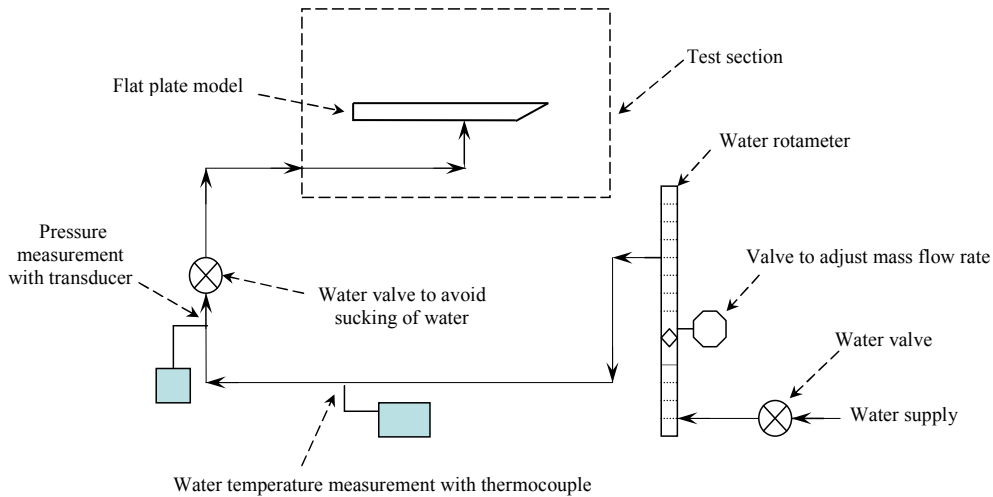 Test section
Flat plate model
Water rotameter
Pressure
measurement
with transducer
Valve to adjust mass flow rate
Water valve to avoid
sucking of water
Water valve
Water supply
Water temperature measurement with thermocouple